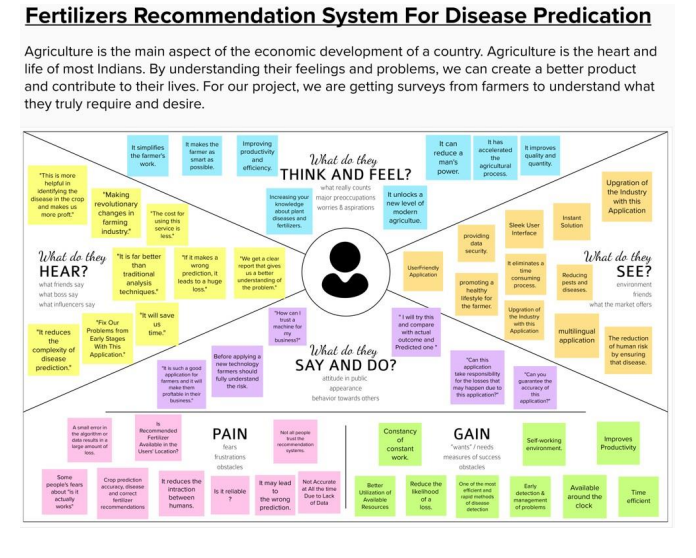 Fertilizers Recommendation System For Disease Predication
Agriculture is the main aspect of the economic development of a country. Agriculture is the heart and
life of most Indians. By understanding their feelings and problems, we can create a better product
and contribute to their lives. For our project, we are getting surveys from farmers to understand what
they truly require and desire.
What do they
THINK AND FEEL?
what really counts
major preoccupations
worries & aspirations
It simplifies
the farmer's
work.
It makes the
farmer as
smart as
possible.
Improving
productivity
and
efficiency.
Increasing your
knowledge
about plant
diseases and
fertilizers.
It can
reduce a
man's
power.
It has
accelerated
the
agricultural
process.
It improves
quality and
quantity.
It unlocks a
new level of
modern
agricultue.
What do they
HEAR?
what friends say
what boss say
what influencers say
"This is more
helpful in
identifying the
disease in the crop
and makes us
more proft."
"Making
revolutionary
changes in
farming
industry."
"The cost for
using this
service is
less."
"It is far better
than
traditional
analysis
techniques."
"if it makes a
wrong
prediction, it
leads to a huge
loss."
"We get a clear
report that gives
us a better
understanding of
the problem."
"It reduces
the
complexity of
disease
prediction."
"Fix Our
Problems from
Early Stages
With This
Application."
"It will save
us
time."
What do they
SEE?
environment
friends
what the market offers
Upgration of
the Industry
with this
Application
Instant
Solution
Sleek User
Interface
providing
data
security.
UserFriendly
Application
It eliminates a
time
consuming
process.
Reducing
pests and
diseases.
promoting a
healthy
lifestyle for
the farmer.
Upgration of
the Industry
with this
Application
multilingual
application
The reduction
of human risk
by ensuring
that disease.
What do they
SAY AND DO?
attitude in public
appearance
behavior towards others
"How can I
trust a
machine for
my
business?"
"It is such a good
application for
farmers and it will
make them
profitable in their
business."
Before applying a
new technology
farmers should
fully understand
the risk.
" I will try this
and compare
with actual
outcome and
Predicted one "
"Can this
application
take responsibility
for the losses that
may happen due to
this application?"
"Can you
guarantee the
accuracy of
this
application?"
PAIN
fears
frustrations
obstacles
A small error in
the algorithm or
data results in a
large amount of
loss.
Is
Recommended
Fertilizer
Available in the
Users' Location?
Not all people
trust the
recommendation
systems.
Some
people's fears
about "Is it
actually
works"
Crop prediction
accuracy, disease
and correct
fertilizer
recommendations
It reduces the
intraction
between
humans.
Is it reliable
?
It may lead
to
the wrong
prediction.
Not Accurate
at All the time
Due to Lack
of Data
GAIN
"wants" / needs
measures of success
obstacles
Constancy
of
constant
work.
Self-working
environment.
Improves
Productivity
Better
Utilization of
Available
Resources
Reduce the
likelihood
of a
loss.
One of the most
efficient and
rapid methods
of disease
detection
Early
detection &
management
of problems
Available
around the
clock
Time
efficient